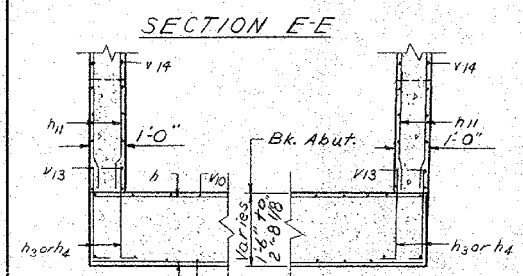 SECTION E-E
v14
v14
h11
h11
1'-0"
1'-0"
Bk. Abut.
v13
h
v10
v13
Varies
1'-6" to
2'-8 1/8
h3 or h4
h3 or h4